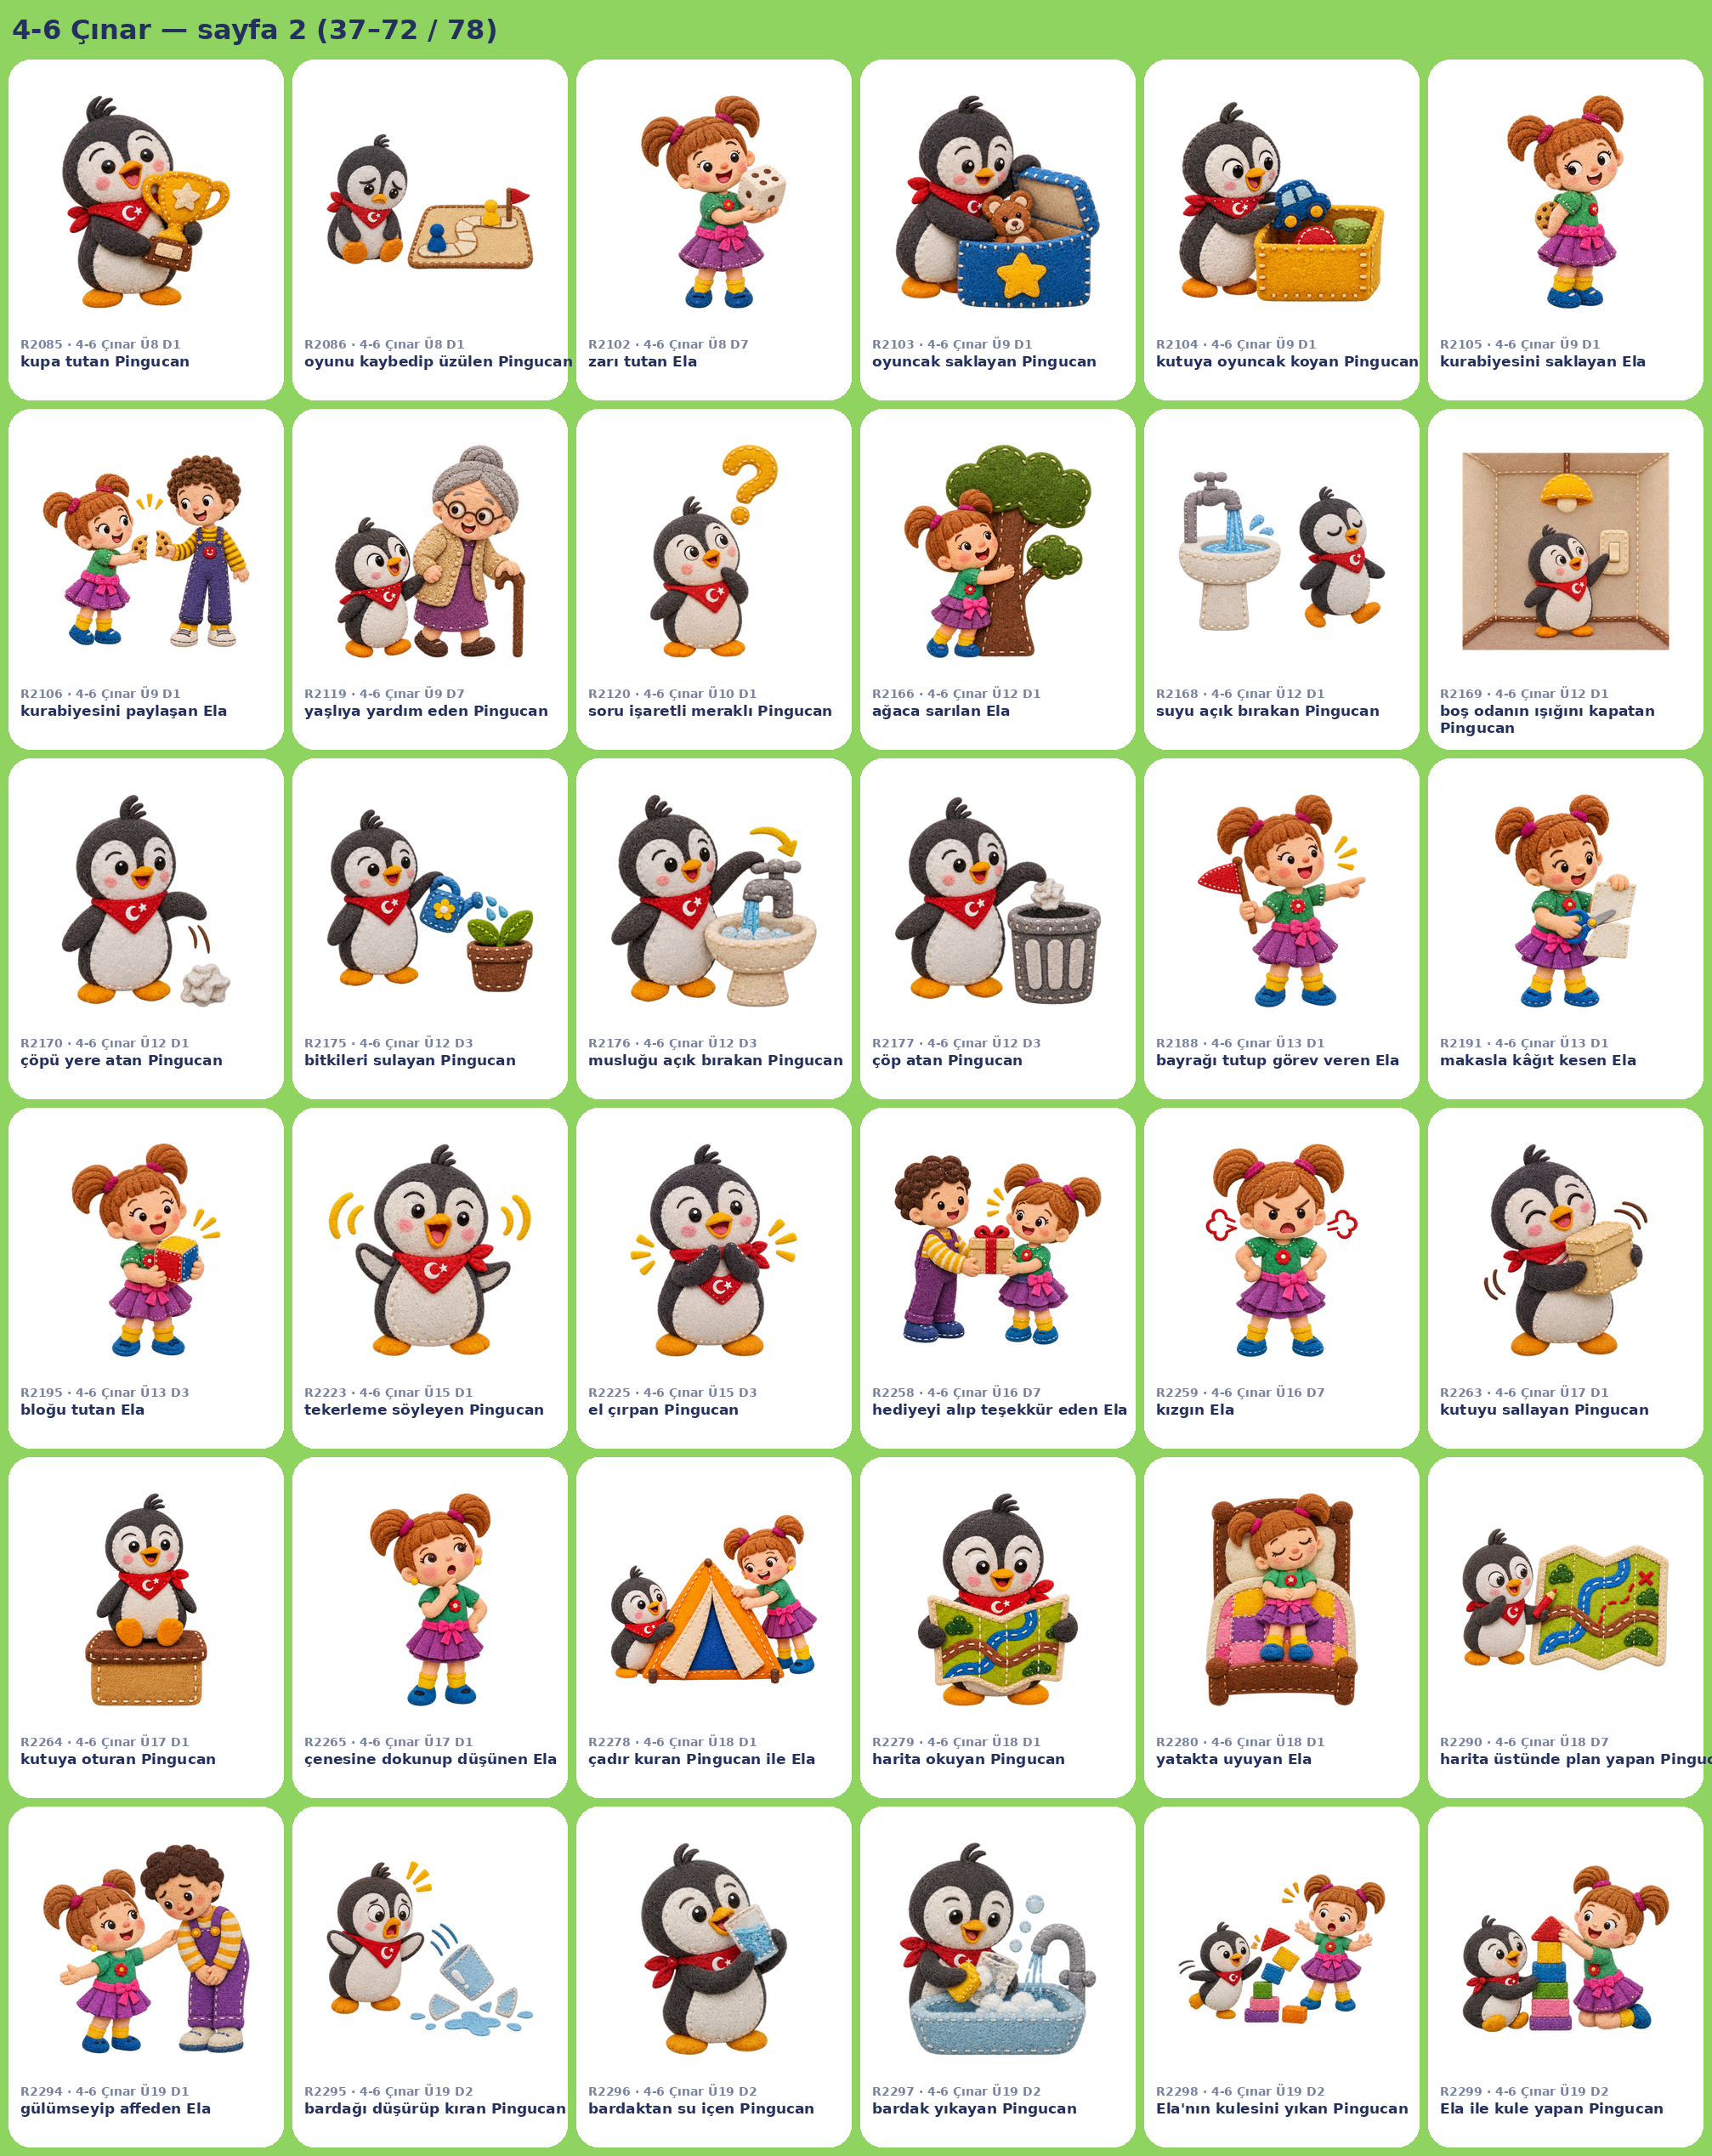 4-6 Çınar — sayfa 2 (37–72 / 78)
R2085 · 4-6 Çınar Ü8 D1
kupa tutan Pingucan
R2086 · 4-6 Çınar Ü8 D1
oyunu kaybedip üzülen Pingucan
R2102 · 4-6 Çınar Ü8 D7
zarı tutan Ela
R2103 · 4-6 Çınar Ü9 D1
oyuncak saklayan Pingucan
R2104 · 4-6 Çınar Ü9 D1
kutuya oyuncak koyan Pingucan
R2105 · 4-6 Çınar Ü9 D1
kurabiyesini saklayan Ela
R2106 · 4-6 Çınar Ü9 D1
kurabiyesini paylaşan Ela
R2119 · 4-6 Çınar Ü9 D7
yaşlıya yardım eden Pingucan
R2120 · 4-6 Çınar Ü10 D1
soru işaretli meraklı Pingucan
R2166 · 4-6 Çınar Ü12 D1
ağaca sarılan Ela
R2168 · 4-6 Çınar Ü12 D1
suyu açık bırakan Pingucan
R2169 · 4-6 Çınar Ü12 D1
boş odanın ışığını kapatan
Pingucan
R2170 · 4-6 Çınar Ü12 D1
çöpü yere atan Pingucan
R2175 · 4-6 Çınar Ü12 D3
bitkileri sulayan Pingucan
R2176 · 4-6 Çınar Ü12 D3
musluğu açık bırakan Pingucan
R2177 · 4-6 Çınar Ü12 D3
çöp atan Pingucan
R2188 · 4-6 Çınar Ü13 D1
bayrağı tutup görev veren Ela
R2191 · 4-6 Çınar Ü13 D1
makasla kâğıt kesen Ela
R2195 · 4-6 Çınar Ü13 D3
bloğu tutan Ela
R2223 · 4-6 Çınar Ü15 D1
tekerleme söyleyen Pingucan
R2225 · 4-6 Çınar Ü15 D3
el çırpan Pingucan
R2258 · 4-6 Çınar Ü16 D7
hediyeyi alıp teşekkür eden Ela
R2259 · 4-6 Çınar Ü16 D7
kızgın Ela
R2263 · 4-6 Çınar Ü17 D1
kutuyu sallayan Pingucan
R2264 · 4-6 Çınar Ü17 D1
kutuya oturan Pingucan
R2265 · 4-6 Çınar Ü17 D1
çenesine dokunup düşünen Ela
R2278 · 4-6 Çınar Ü18 D1
çadır kuran Pingucan ile Ela
R2279 · 4-6 Çınar Ü18 D1
harita okuyan Pingucan
R2280 · 4-6 Çınar Ü18 D1
yatakta uyuyan Ela
R2290 · 4-6 Çınar Ü18 D7
harita üstünde plan yapan
R2294 · 4-6 Çınar Ü19 D1
gülümseyip affeden Ela
R2295 · 4-6 Çınar Ü19 D2
bardağı düşürüp kıran Pingucan
R2296 · 4-6 Çınar Ü19 D2
bardaktan su içen Pingucan
R2297 · 4-6 Çınar Ü19 D2
bardak yıkayan Pingucan
R2298 · 4-6 Çınar Ü19 D2
Ela'nın kulesini yıkan Pingucan
R2299 · 4-6 Çınar Ü19 D2
Ela ile kule yapan Pingucan